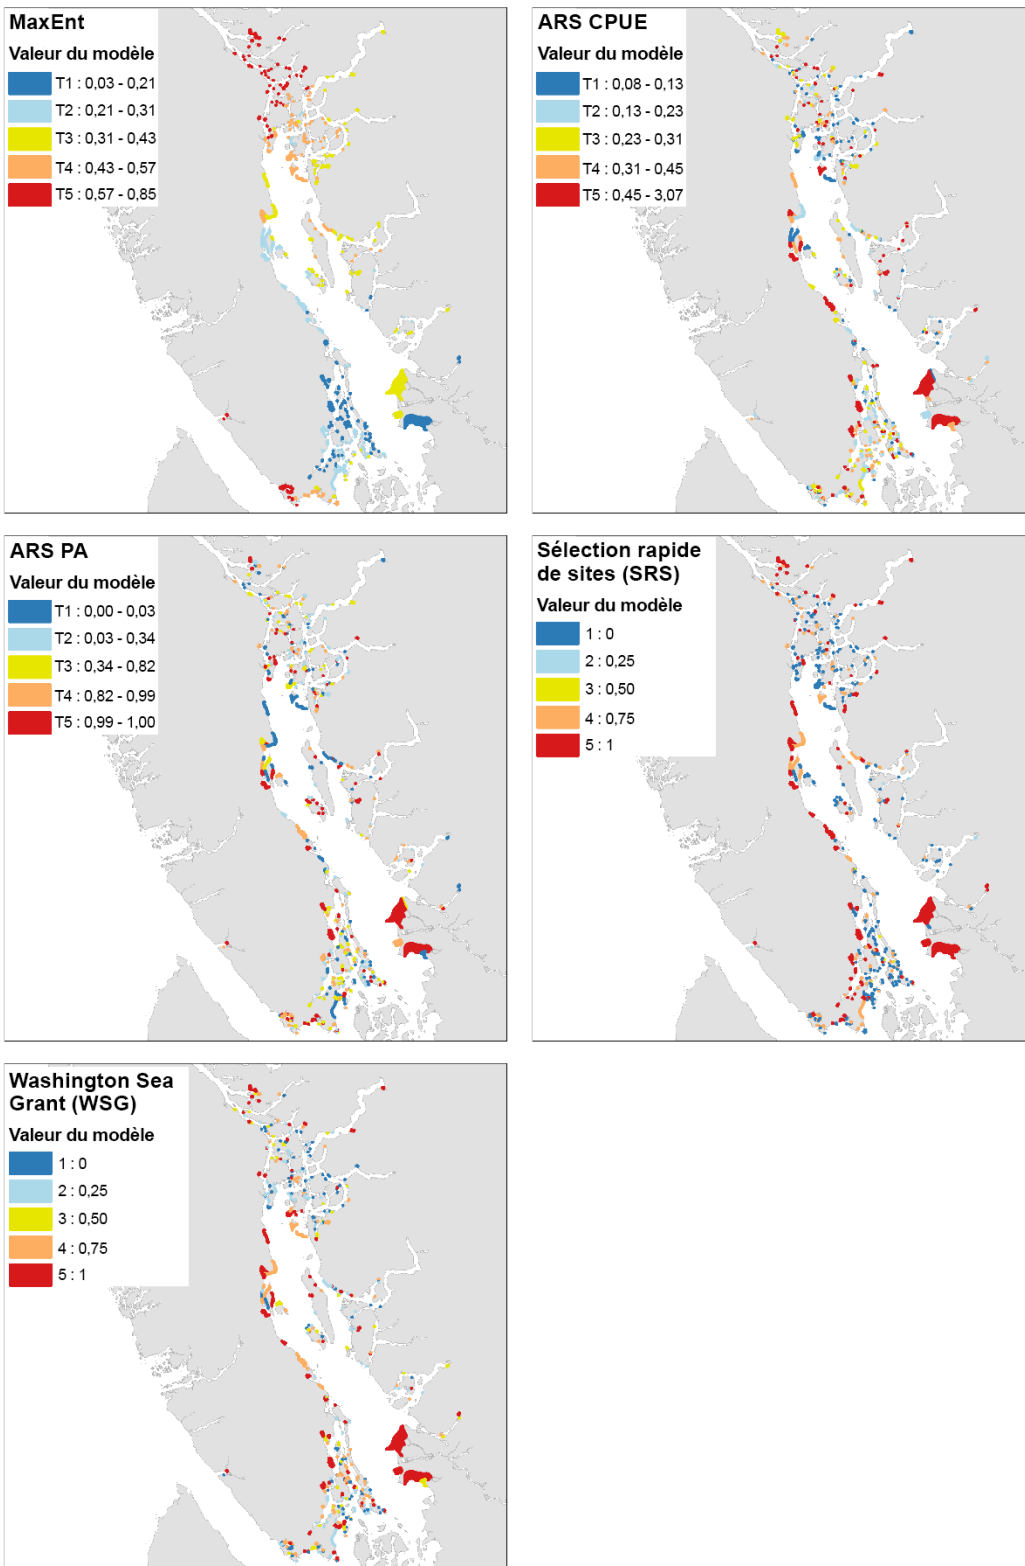 MaxEnt
Valeur du modèle
T1 : 0,03 - 0,21
T2 : 0,21 - 0,31
T3 : 0,31 - 0,43
T4 : 0,43 - 0,57
T5 : 0,57 - 0,85
ARS CPUE
Valeur du modèle
T1 : 0,08 - 0,13
T2 : 0,13 - 0,23
T3 : 0,23 - 0,31
T4 : 0,31 - 0,45
T5 : 0,45 - 3,07
ARS PA
Valeur du modèle
T1 : 0,00 - 0,03
T2 : 0,03 - 0,34
T3 : 0,34 - 0,82
T4 : 0,82 - 0,99
T5 : 0,99 - 1,00
Sélection rapide
de sites (SRS)
Valeur du modèle
1 : 0
2 : 0,25
3 : 0,50
4 : 0,75
5 : 1
Washington Sea
Grant (WSG)
Valeur du modèle
1 : 0
2 : 0,25
3 : 0,50
4 : 0,75
5 : 1